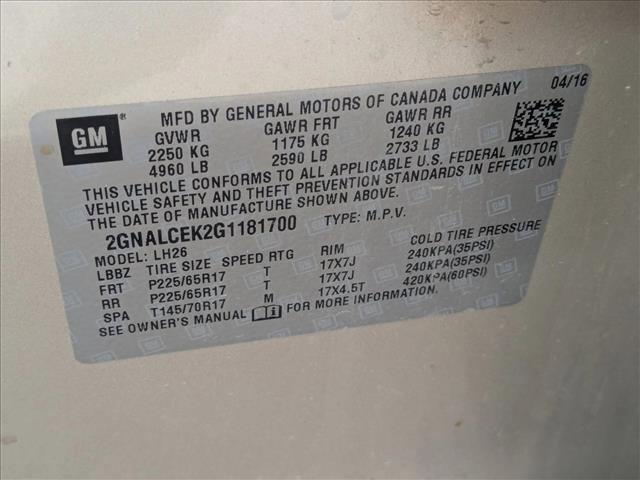 04/16
GM
MFD BY GENERAL MOTORS OF CANADA COMPANY
GVWR GAWR FRT GAWR RR
2250 KG 1175 KG 1240 KG
4960 LB 2590 LB 2733 LB
THIS VEHICLE CONFORMS TO ALL APPLICABLE U.S. FEDERAL MOTOR
VEHICLE SAFETY AND THEFT PREVENTION STANDARDS IN EFFECT ON
THE DATE OF MANUFACTURE SHOWN ABOVE.
2GNALCEK2G1181700 TYPE: M.P.V.
MODEL: LH26
LBBZ TIRE SIZE SPEED RTG RIM COLD TIRE PRESSURE
FRT P225/65R17 T 17X7J 240KPA(35PSI)
RR P225/65R17 T 17X7J 240KPA(35PSI)
SPA T145/70R17 M 17X4.5T 420KPA(60PSI)
SEE OWNER'S MANUAL FOR MORE INFORMATION.